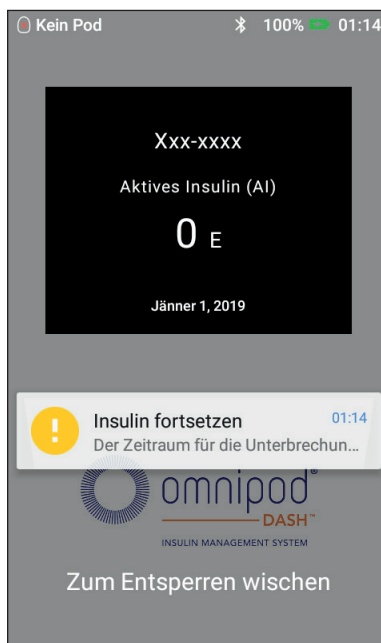 Kein Pod 100% 01:14
Xxx-xxxx
Aktives Insulin (AI)
0 E
Jänner 1, 2019
Insulin fortsetzen 01:14
Der Zeitraum für die Unterbrechun...
omnipod®
DASH™
INSULIN MANAGEMENT SYSTEM
Zum Entsperren wischen